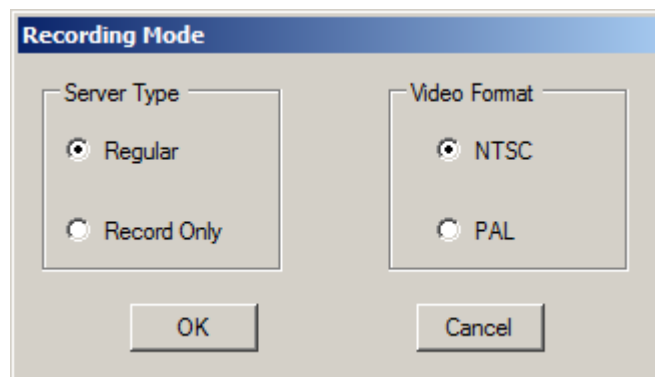 Recording Mode
Server Type
Regular
Record Only
Video Format
NTSC
PAL
OK
Cancel